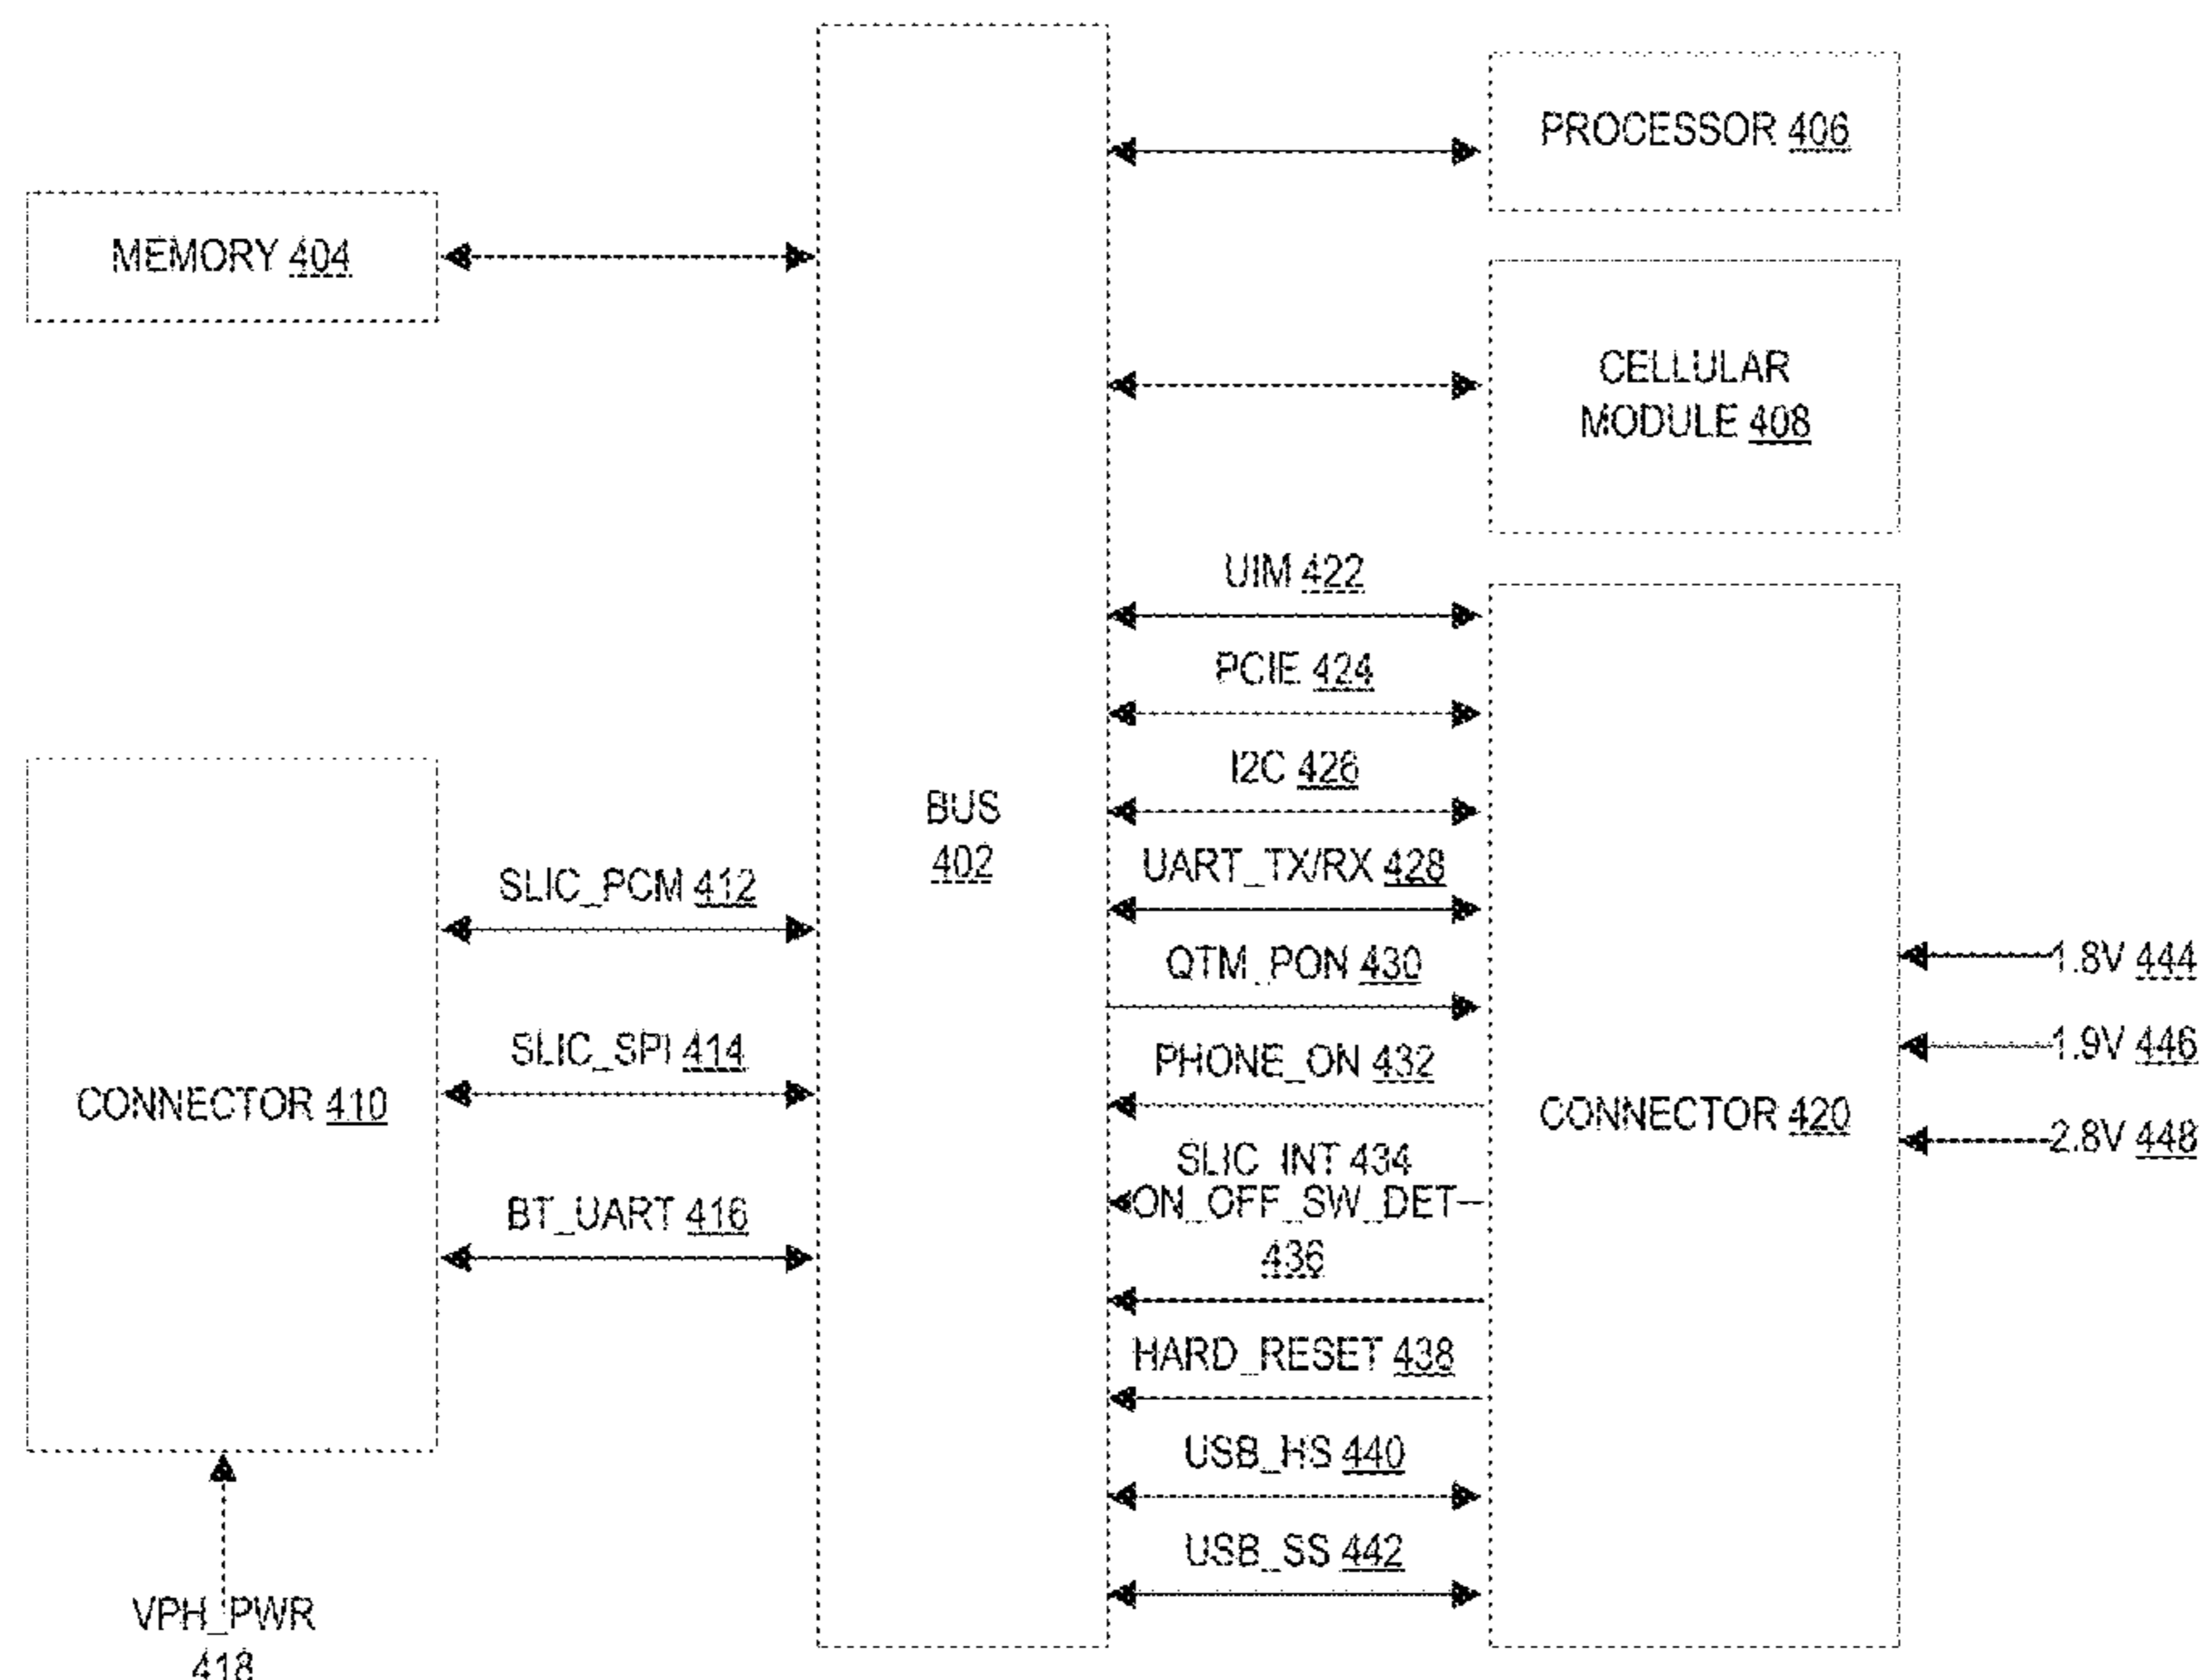 PROCESSOR 406
MEMORY 404
CELLULAR
MODULE 408
UIM 422
PCIE 424
I2C 426
BUS
402
UART_TX/RX 428
SLIC_PCM 412
QTM_PON 430
1.8V 444
SLIC_SPI 414
PHONE_ON 432
1.9V 446
CONNECTOR 410
CONNECTOR 420
2.8V 448
SLIC_INT 434
BT_UART 416
ON_OFF_SW_DET
436
HARD_RESET 438
USB_HS 440
USB_SS 442
VPH_PWR
418